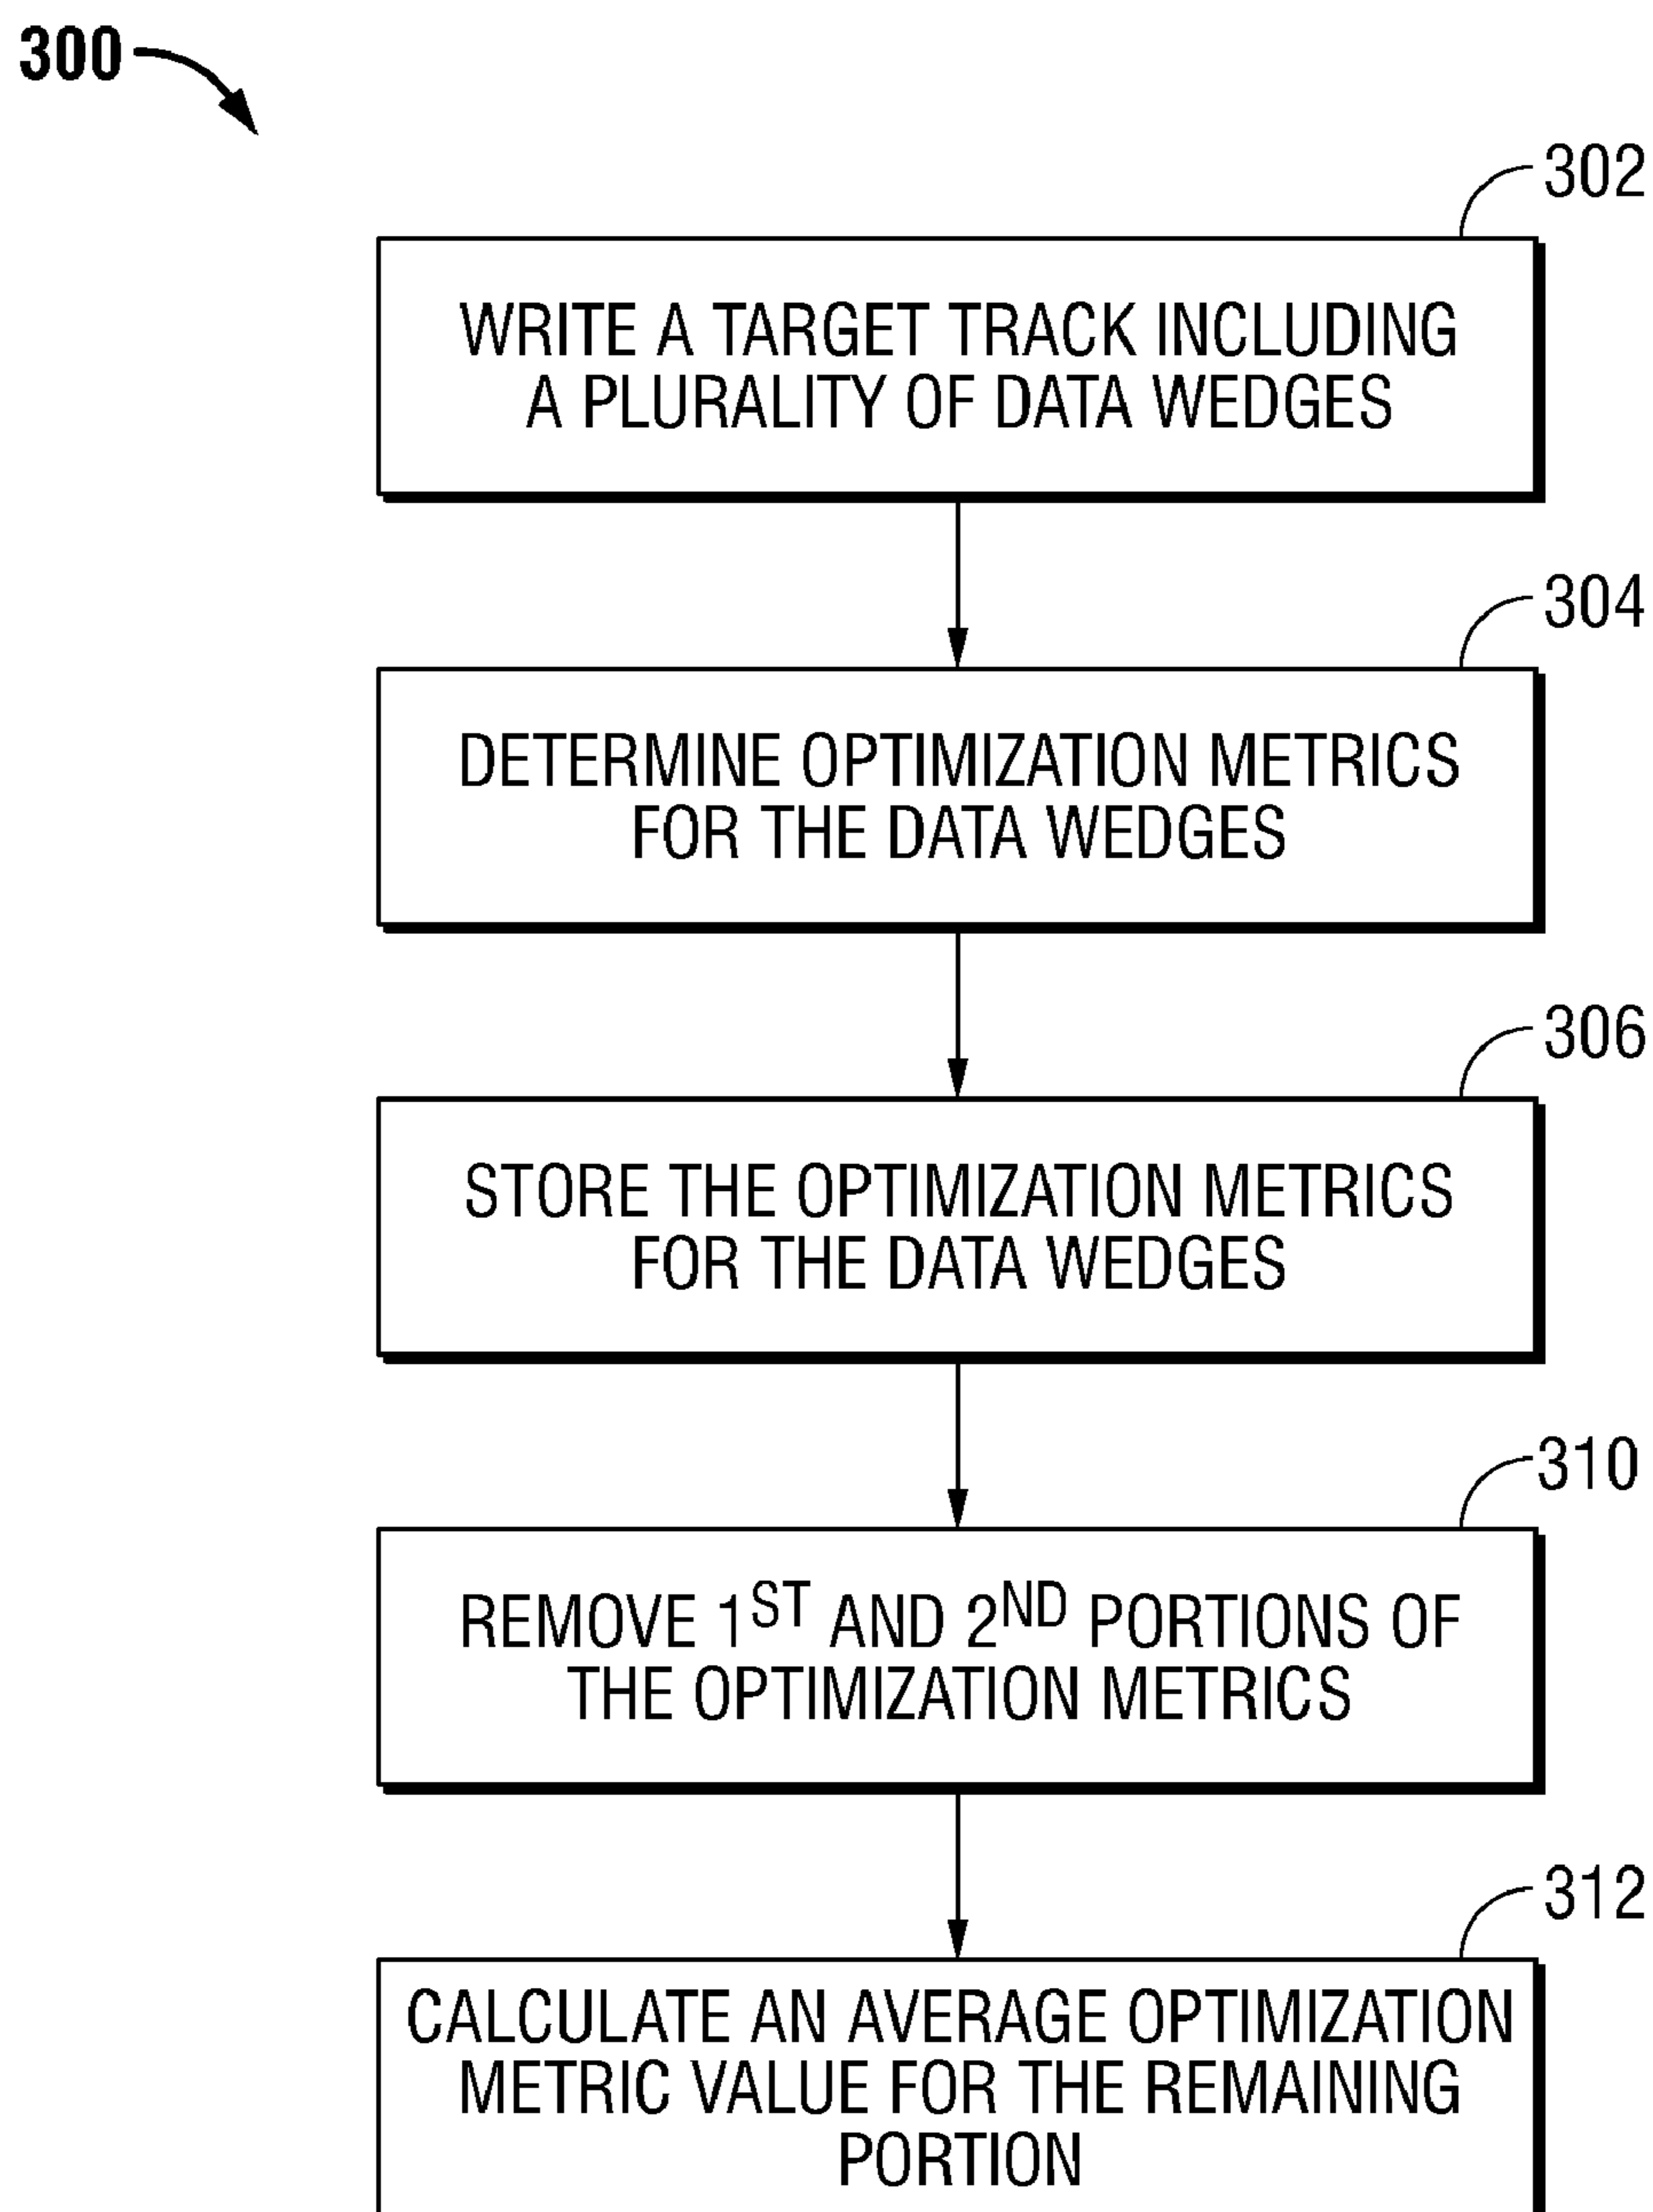 300
302
WRITE A TARGET TRACK INCLUDING
A PLURALITY OF DATA WEDGES
304
DETERMINE OPTIMIZATION METRICS
FOR THE DATA WEDGES
306
STORE THE OPTIMIZATION METRICS
FOR THE DATA WEDGES
310
REMOVE 1ST AND 2ND PORTIONS OF
THE OPTIMIZATION METRICS
312
CALCULATE AN AVERAGE OPTIMIZATION
METRIC VALUE FOR THE REMAINING
PORTION